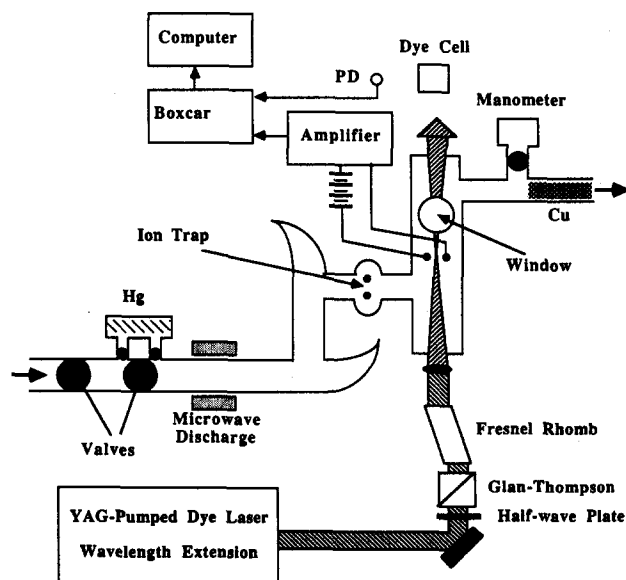 Computer
Dye Cell
PD
Manometer
Boxcar
Amplifier
Cu
Ion Trap
Window
Hg
Microwave
Discharge
Valves
Fresnel Rhomb
Glan-Thompson
Half-wave Plate
YAG-Pumped Dye Laser
Wavelength Extension